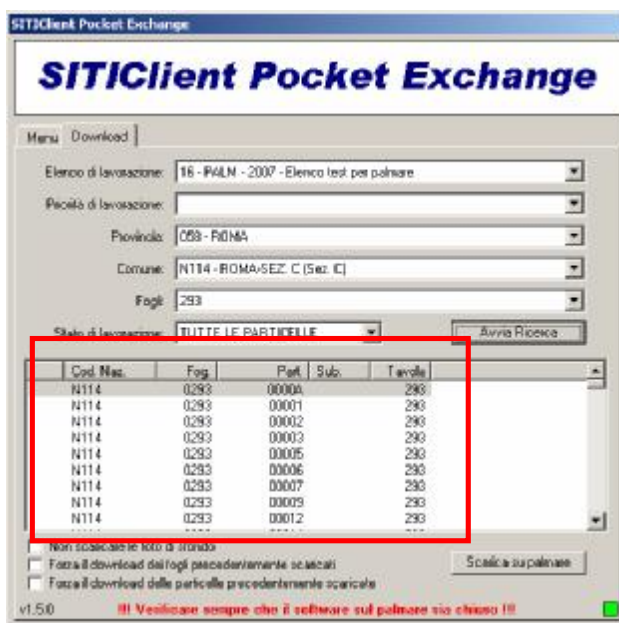 SITIClient Pocket Exchange
SITIClient Pocket Exchange
Menu Download
Elenco di lavorazione: 16 - PALM - 2007 - Elenco test per palmare
Priorità di lavorazione:
Provincia: 058 - ROMA
Comune: N114 - ROMA>SEZ. C (Sez. C)
Fogli: 293
Stato di lavorazione: TUTTE LE PARTICELLE Avvia Ricerca
Cod. Naz. Fog. Part. Sub. Tavole
N114 0293 0000A 293
N114 0293 00001 293
N114 0293 00002 293
N114 0293 00003 293
N114 0293 00005 293
N114 0293 00006 293
N114 0293 00007 293
N114 0293 00009 293
N114 0293 00012 293
Non scaricare le foto di sfondo
Forza il download dei fogli precedentemente scaricati
Scarica su palmare
Forza il download delle particelle precedentemente scaricate
v1.5.0 !!! Verificare sempre che il software sul palmare sia chiuso !!!